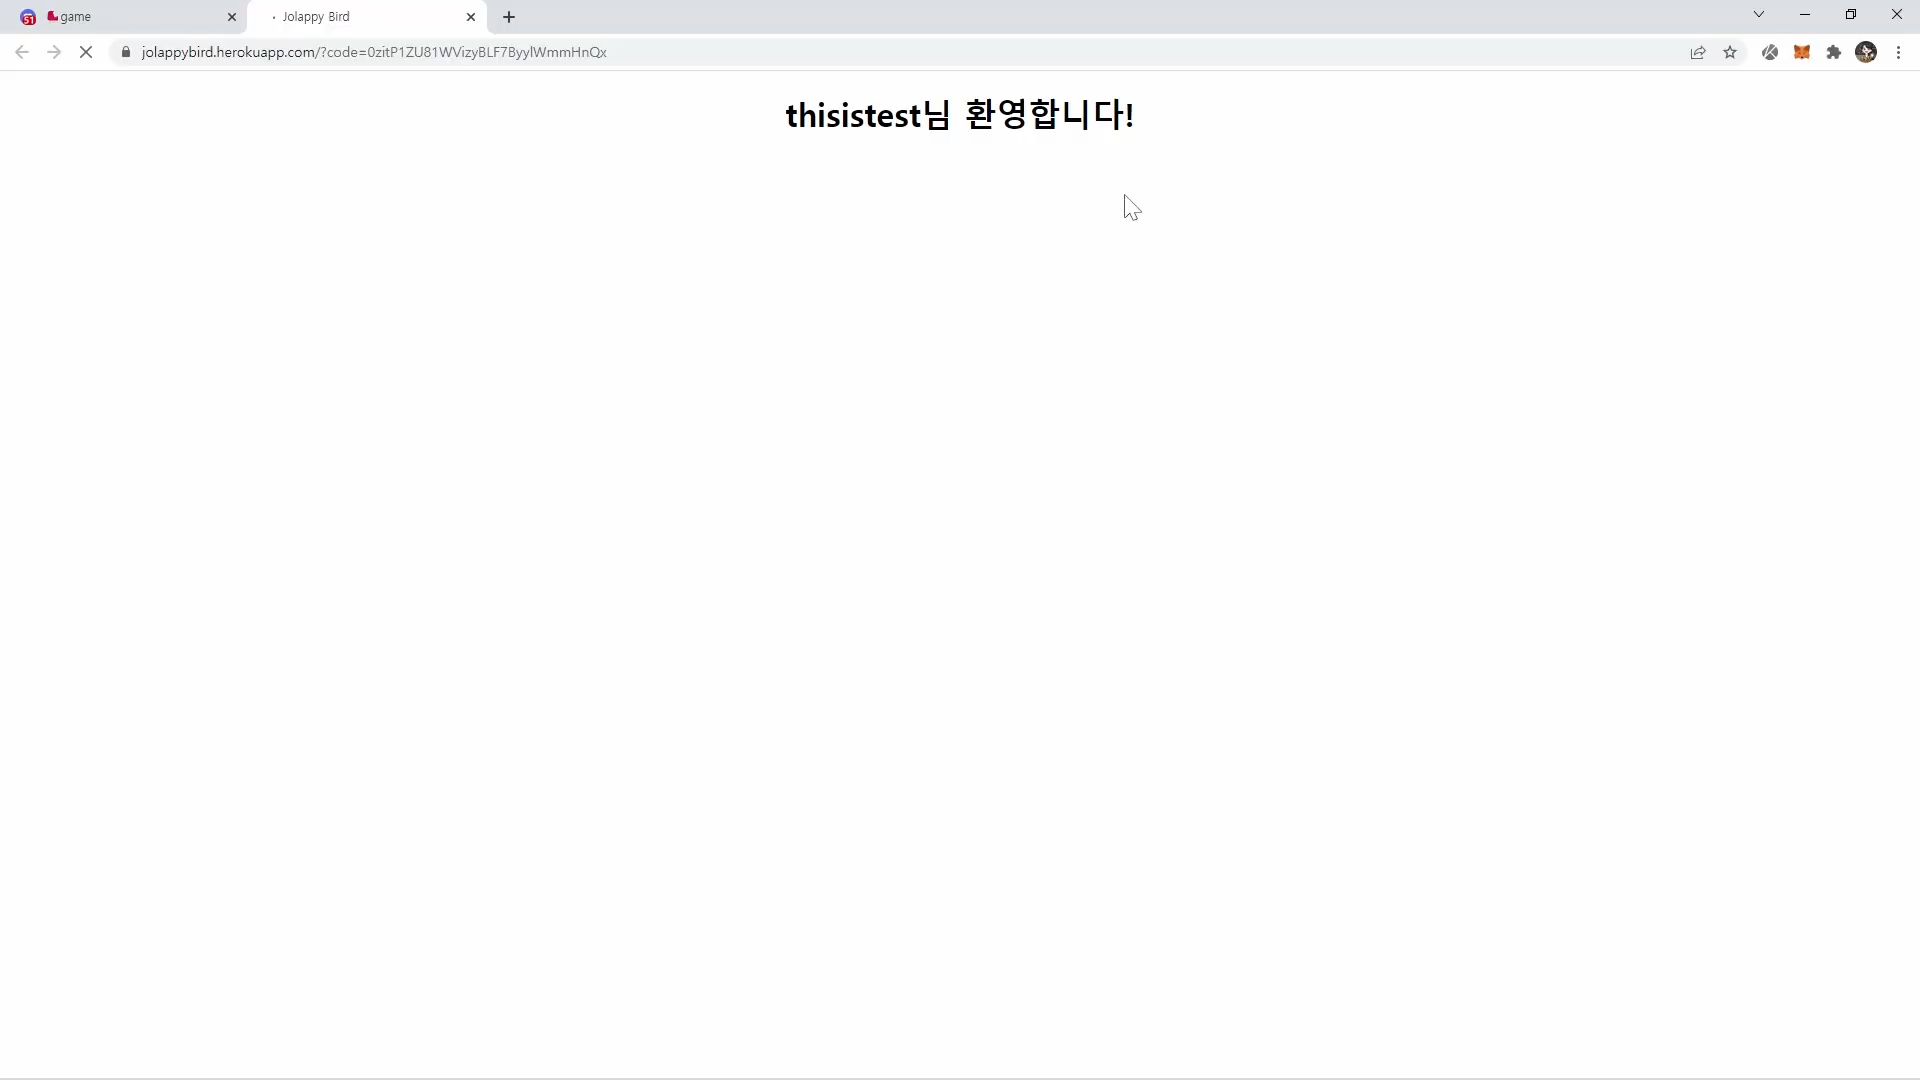 game
Jolappy Bird
jolappybird.herokuapp.com/?code=0zitP1ZU81WVizyBLF7ByylWmmHnQx
thisistest님 환영합니다!